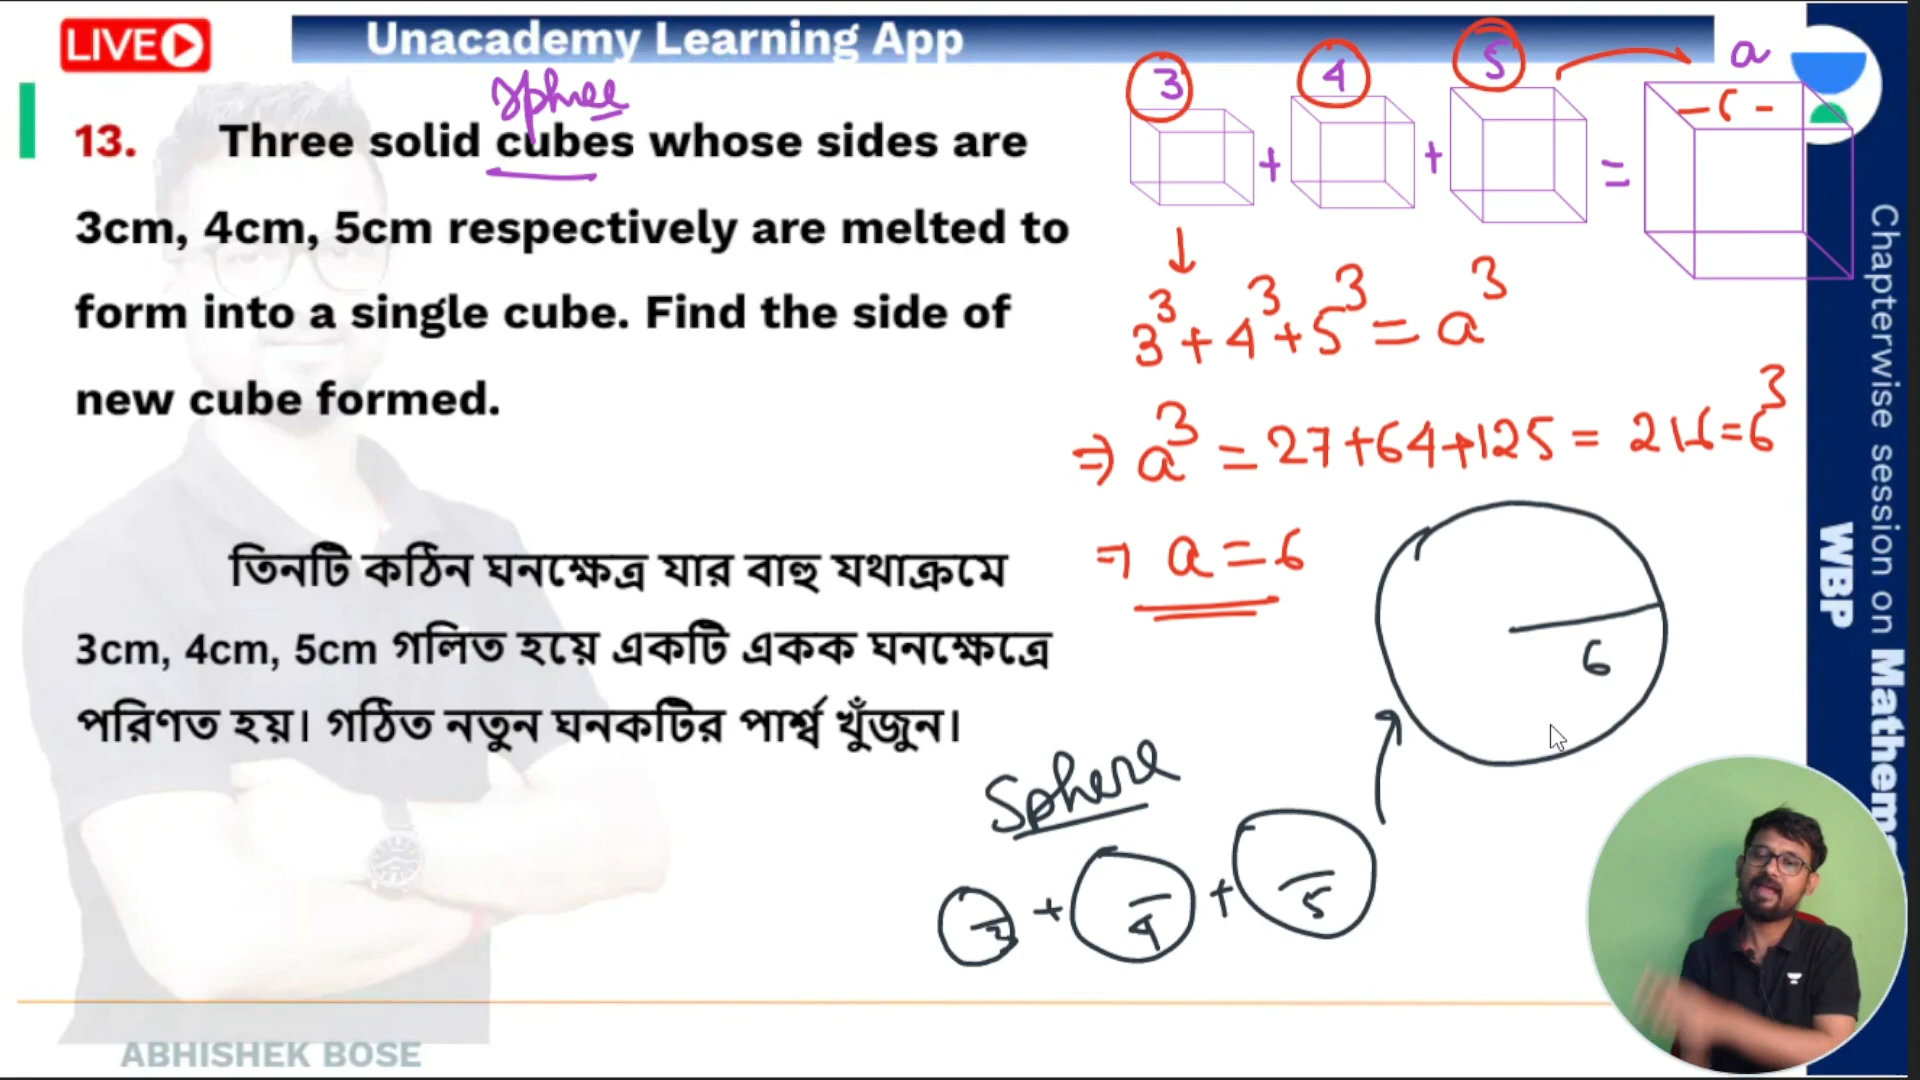 LIVE
Unacademy Learning App
Sphree
13. Three solid cubes whose sides are
3cm, 4cm, 5cm respectively are melted to
form into a single cube. Find the side of
new cube formed.
তিনটি কঠিন ঘনক্ষেত্র যার বাহু যথাক্রমে
3cm, 4cm, 5cm গলিত হয়ে একটি একক ঘনক্ষেত্রে
পরিণত হয়। গঠিত নতুন ঘনকটির পার্শ্ব খুঁজুন।
3 + 4 + 5 = a
-6-
3³+4³+5³=a³
⇒ a³ = 27+64+125 = 216=6³
⇒ a=6
6
Sphere
3 + 4 + 5
ABHISHEK BOSE
Chapterwise session on Mathem
WBP